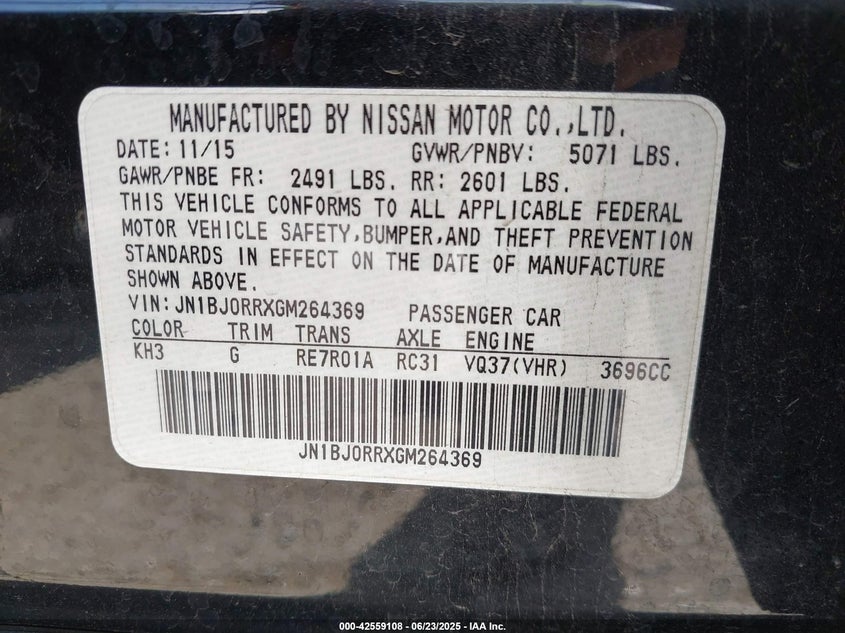 MANUFACTURED BY NISSAN MOTOR CO.,LTD.
DATE: 11/15 GVWR/PNBV: 5071 LBS.
GAWR/PNBE FR: 2491 LBS. RR: 2601 LBS.
THIS VEHICLE CONFORMS TO ALL APPLICABLE FEDERAL
MOTOR VEHICLE SAFETY,BUMPER,AND THEFT PREVENTION
STANDARDS IN EFFECT ON THE DATE OF MANUFACTURE
SHOWN ABOVE.
VIN: JN1BJ0RRXGM264369 PASSENGER CAR
COLOR TRIM TRANS AXLE ENGINE
KH3 G RE7R01A RC31 VQ37(VHR) 3696CC
JN1BJ0RRXGM264369
000-42559108 - 06/23/2025 - IAA Inc.